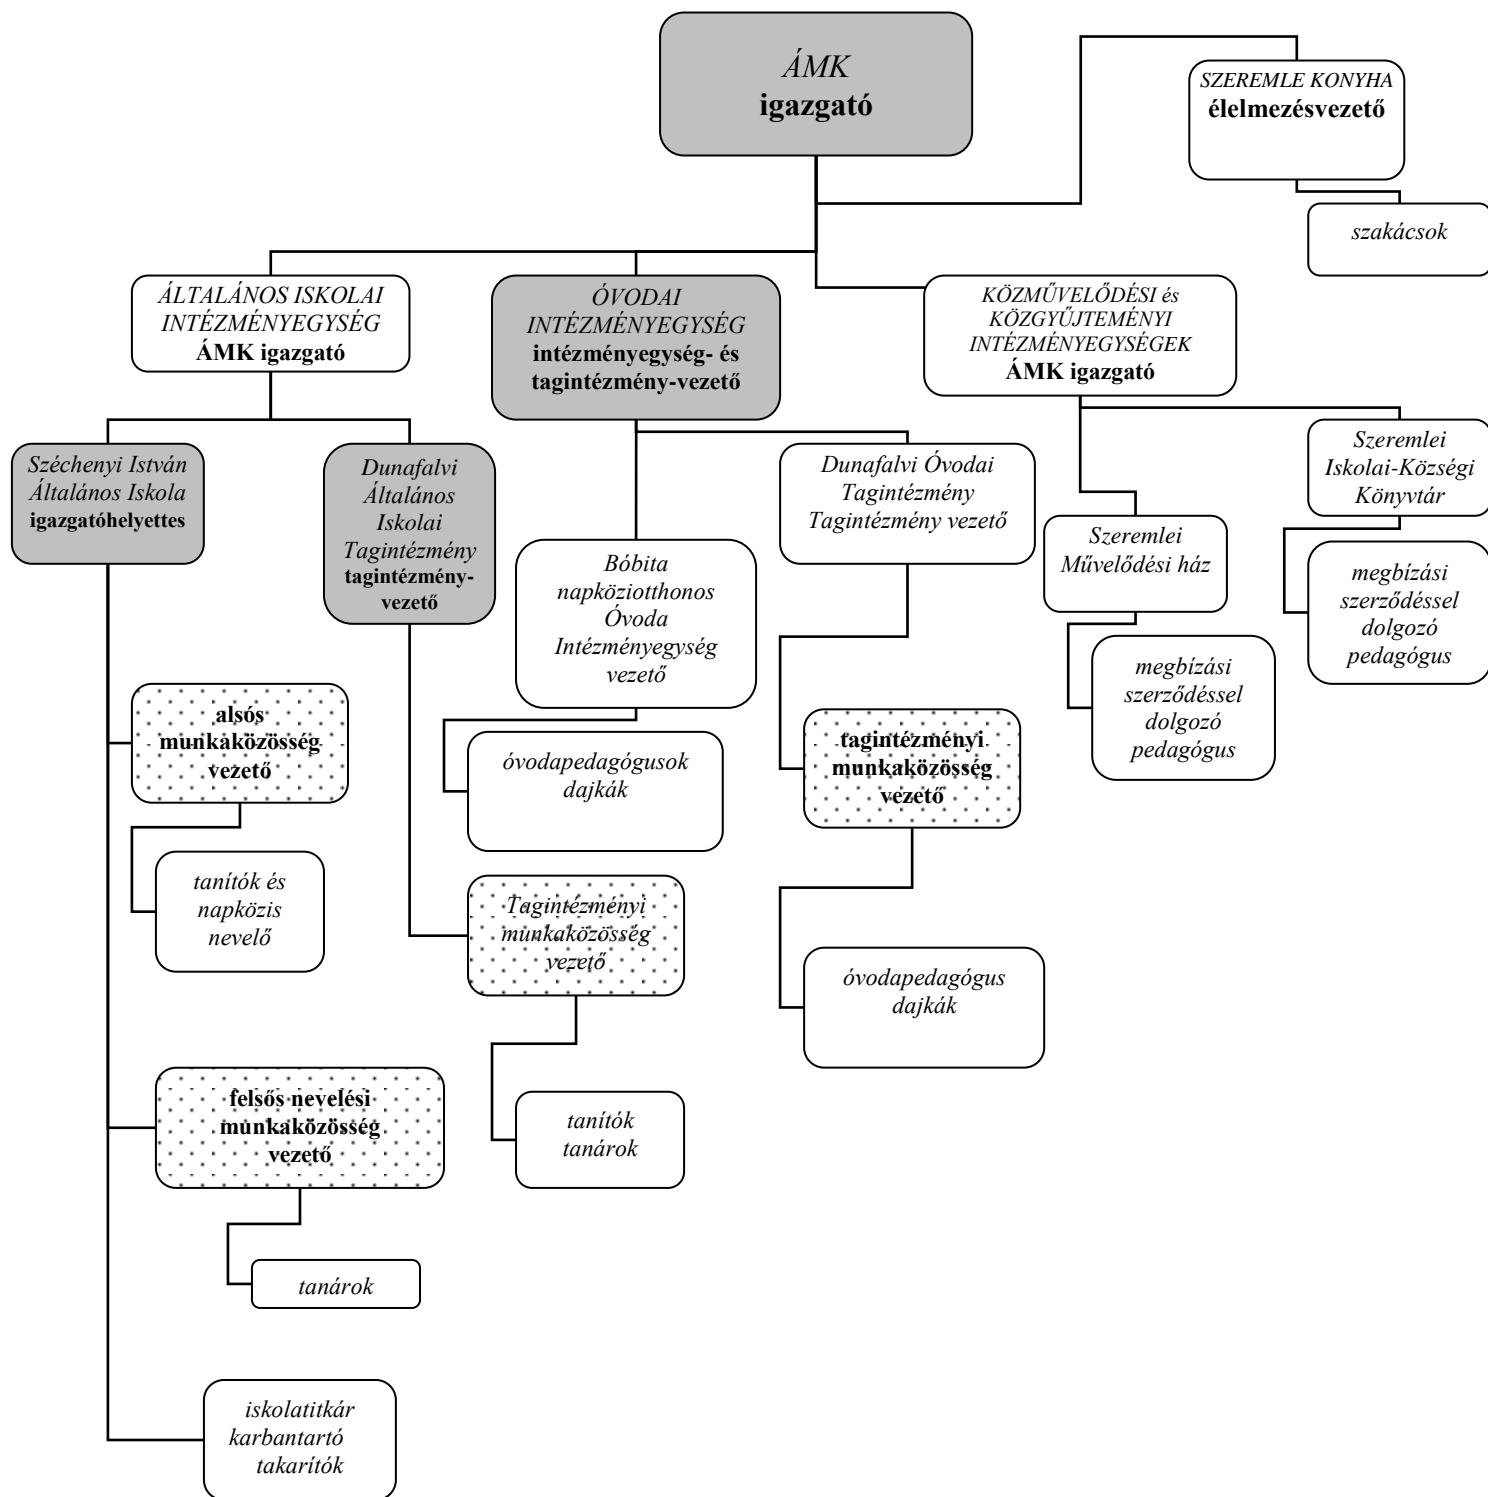 ÁMK
igazgató
SZEREMLE KONYHA
élelmezésvezető
szakácsok
ÁLTALÁNOS ISKOLAI
INTÉZMÉNYEGYSÉG
ÁMK igazgató
ÓVODAI
INTÉZMÉNYEGYSÉG
intézményegység- és
tagintézmény-vezető
KÖZMŰVELŐDÉSI és
KÖZGYŰJTEMÉNYI
INTÉZMÉNYEGYSÉGEK
ÁMK igazgató
Széchenyi István
Általános Iskola
igazgatóhelyettes
Dunafalvi
Általános
Iskolai
Tagintézmény
tagintézmény-
vezető
Bóbita
napköziotthonos
Óvoda
Intézményegység
vezető
Dunafalvi Óvodai
Tagintézmény
Tagintézmény vezető
Szeremlei
Művelődési ház
Szeremlei
Iskolai-Községi
Könyvtár
megbízási
szerződéssel
dolgozó
pedagógus
megbízási
szerződéssel
dolgozó
pedagógus
alsós
munkaközösség
vezető
óvodapedagógusok
dajkák
tagintézményi
munkaközösség
vezető
tanítók és
napközis
nevelő
Tagintézményi
munkaközösség
vezető
óvodapedagógus
dajkák
felsős nevelési
munkaközösség
vezető
tanítók
tanárok
tanárok
iskolatitkár
karbantartó
takarítók